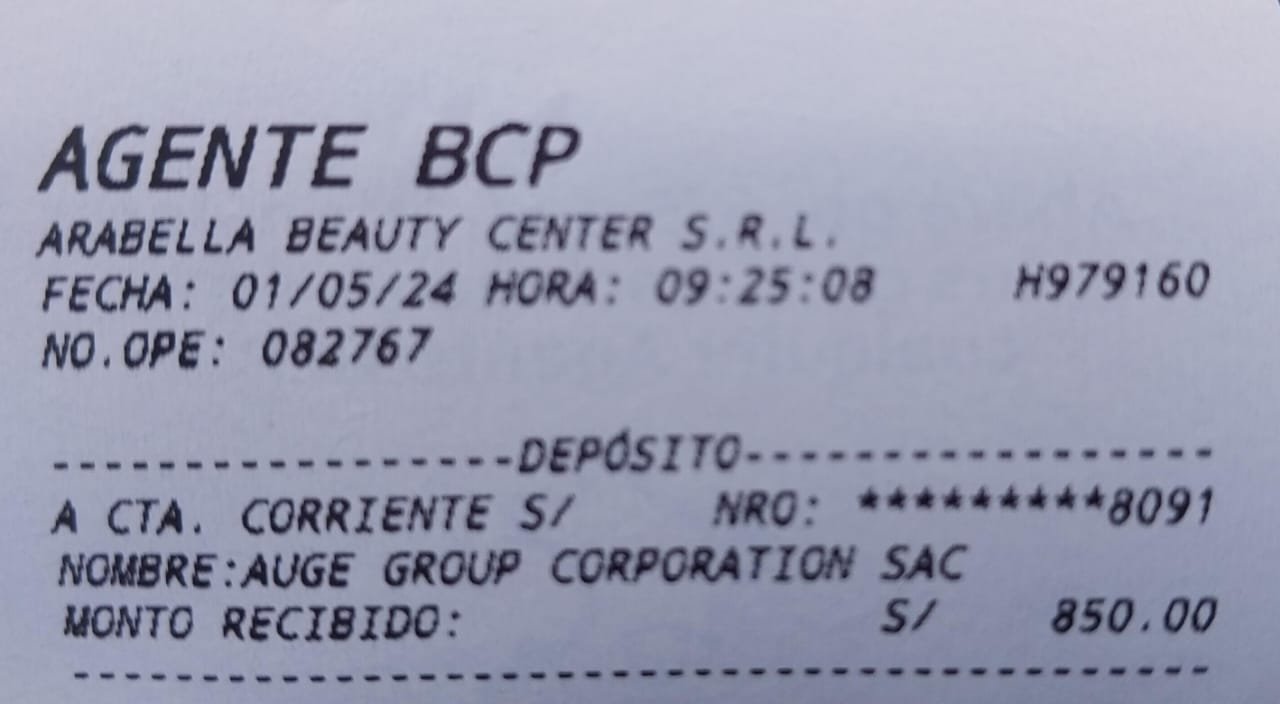 AGENTE BCP
ARABELLA BEAUTY CENTER S.R.L.
FECHA: 01/05/24 HORA: 09:25:08 H979160
NO.OPE: 082767
-----------------DEPÓSITO-----------------
A CTA. CORRIENTE S/ NRO: *********8091
NOMBRE:AUGE GROUP CORPORATION SAC
MONTO RECIBIDO: S/ 850.00
------------------------------------------